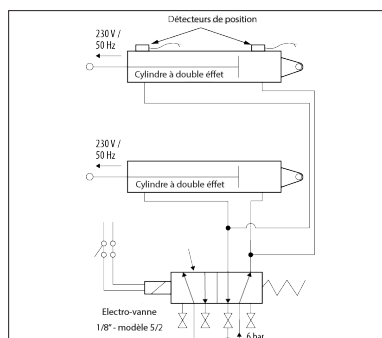 Détecteurs de position
230 V /
50 Hz
Cylindre à double éffet
230 V /
50 Hz
Cylindre à double éffet
Electro-vanne
1/8" - modèle 5/2
6 bar